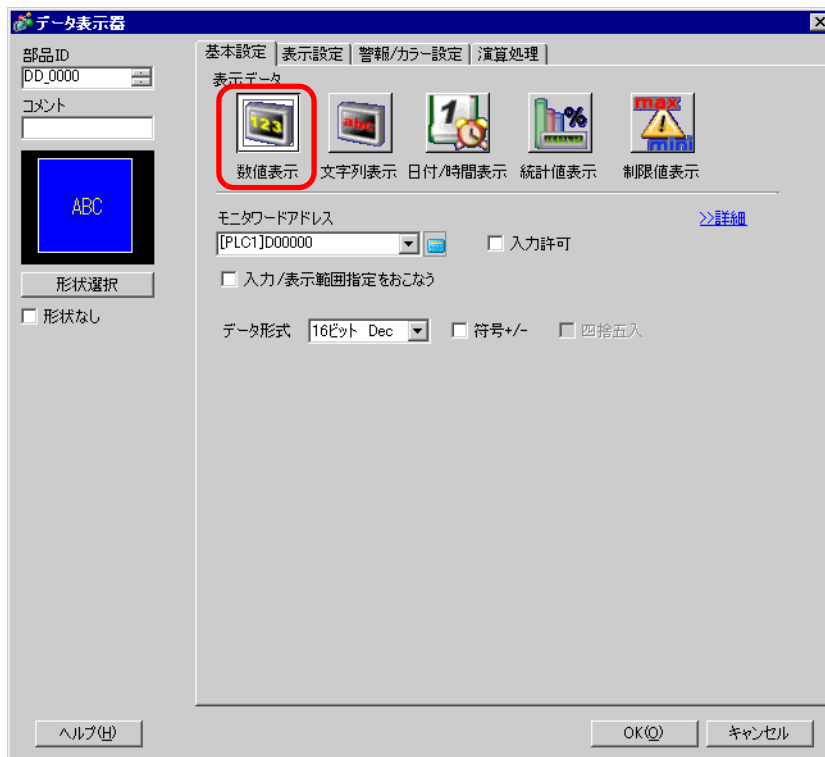 データ表示器
部品ID
DD_0000
コメント
ABC
形状選択
形状なし
基本設定 表示設定 警報/カラー設定 演算処理
表示データ
123 abc 1 % max mini
数値表示 文字列表示 日付/時間表示 統計値表示 制限値表示
モニタワードアドレス >>詳細
[PLC1]D00000 入力許可
入力/表示範囲指定をおこなう
データ形式 16ビット Dec 符号+/- 四捨五入
ヘルプ(H) OK(O) キャンセル